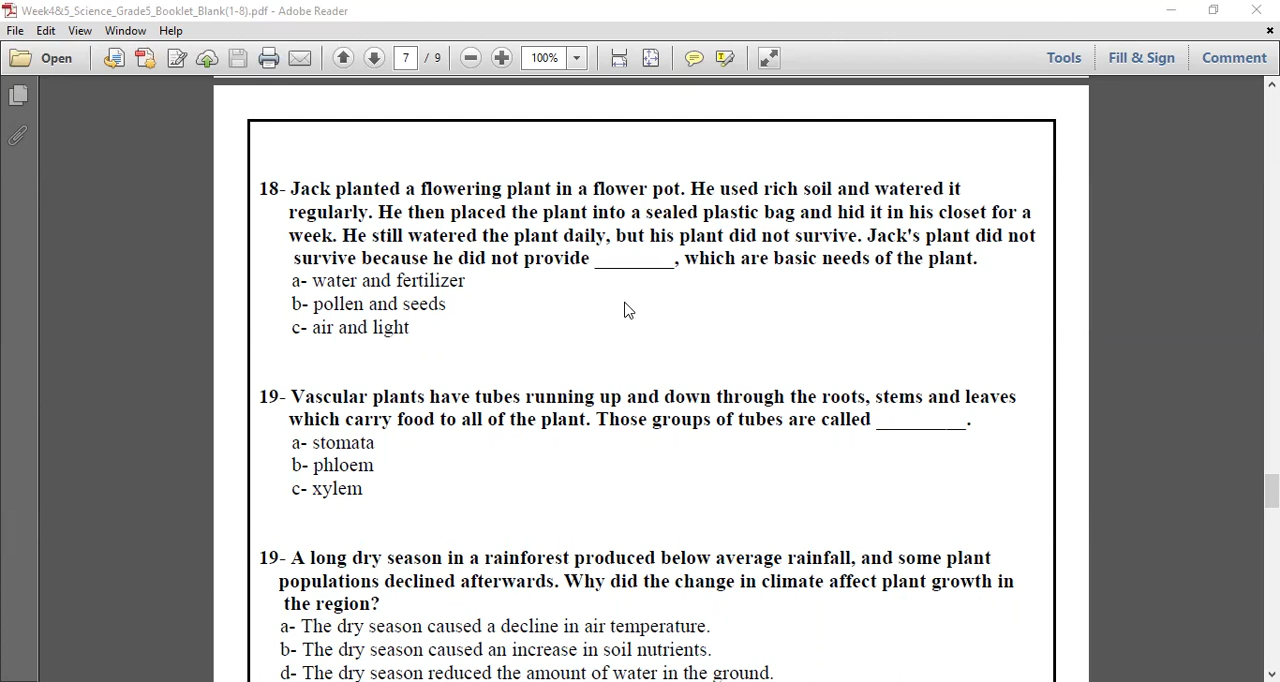 Week4&5_Science_Grade5_Booklet_Blank(1-8).pdf - Adobe Reader
File Edit View Window Help
Open 7 / 9 100% Tools Fill & Sign Comment
18- Jack planted a flowering plant in a flower pot. He used rich soil and watered it
regularly. He then placed the plant into a sealed plastic bag and hid it in his closet for a
week. He still watered the plant daily, but his plant did not survive. Jack's plant did not
survive because he did not provide ________, which are basic needs of the plant.
a- water and fertilizer
b- pollen and seeds
c- air and light
19- Vascular plants have tubes running up and down through the roots, stems and leaves
which carry food to all of the plant. Those groups of tubes are called _________.
a- stomata
b- phloem
c- xylem
19- A long dry season in a rainforest produced below average rainfall, and some plant
populations declined afterwards. Why did the change in climate affect plant growth in
the region?
a- The dry season caused a decline in air temperature.
b- The dry season caused an increase in soil nutrients.
d- The dry season reduced the amount of water in the ground.